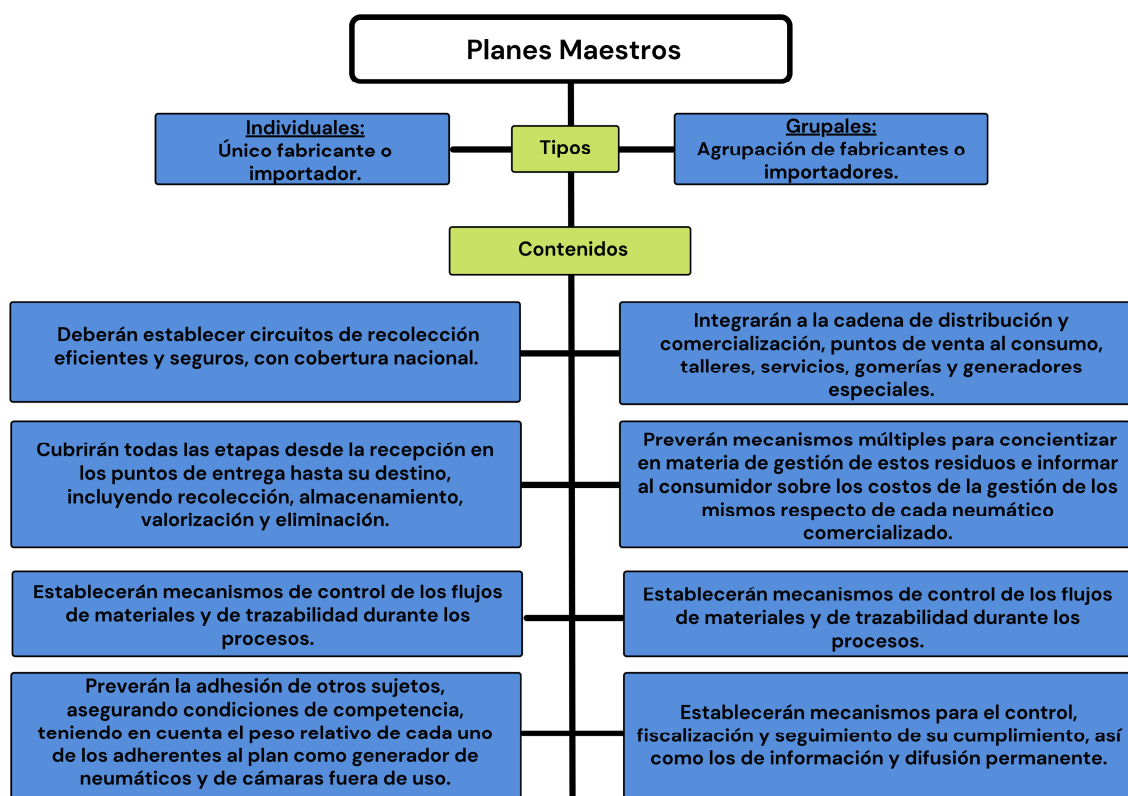 Planes Maestros
Individuales:
Único fabricante o
importador.
Tipos
Grupales:
Agrupación de fabricantes o
importadores.
Contenidos
Deberán establecer circuitos de recolección
eficientes y seguros, con cobertura nacional.
Integrarán a la cadena de distribución y
comercialización, puntos de venta al consumo,
talleres, servicios, gomerías y generadores
especiales.
Cubrirán todas las etapas desde la recepción en
los puntos de entrega hasta su destino,
incluyendo recolección, almacenamiento,
valorización y eliminación.
Preverán mecanismos múltiples para concientizar
en materia de gestión de estos residuos e informar
al consumidor sobre los costos de la gestión de los
mismos respecto de cada neumático
comercializado.
Establecerán mecanismos de control de los flujos
de materiales y de trazabilidad durante los
procesos.
Establecerán mecanismos de control de los flujos
de materiales y de trazabilidad durante los
procesos.
Preverán la adhesión de otros sujetos,
asegurando condiciones de competencia,
teniendo en cuenta el peso relativo de cada uno
de los adherentes al plan como generador de
neumáticos y de cámaras fuera de uso.
Establecerán mecanismos para el control,
fiscalización y seguimiento de su cumplimiento, así
como los de información y difusión permanente.